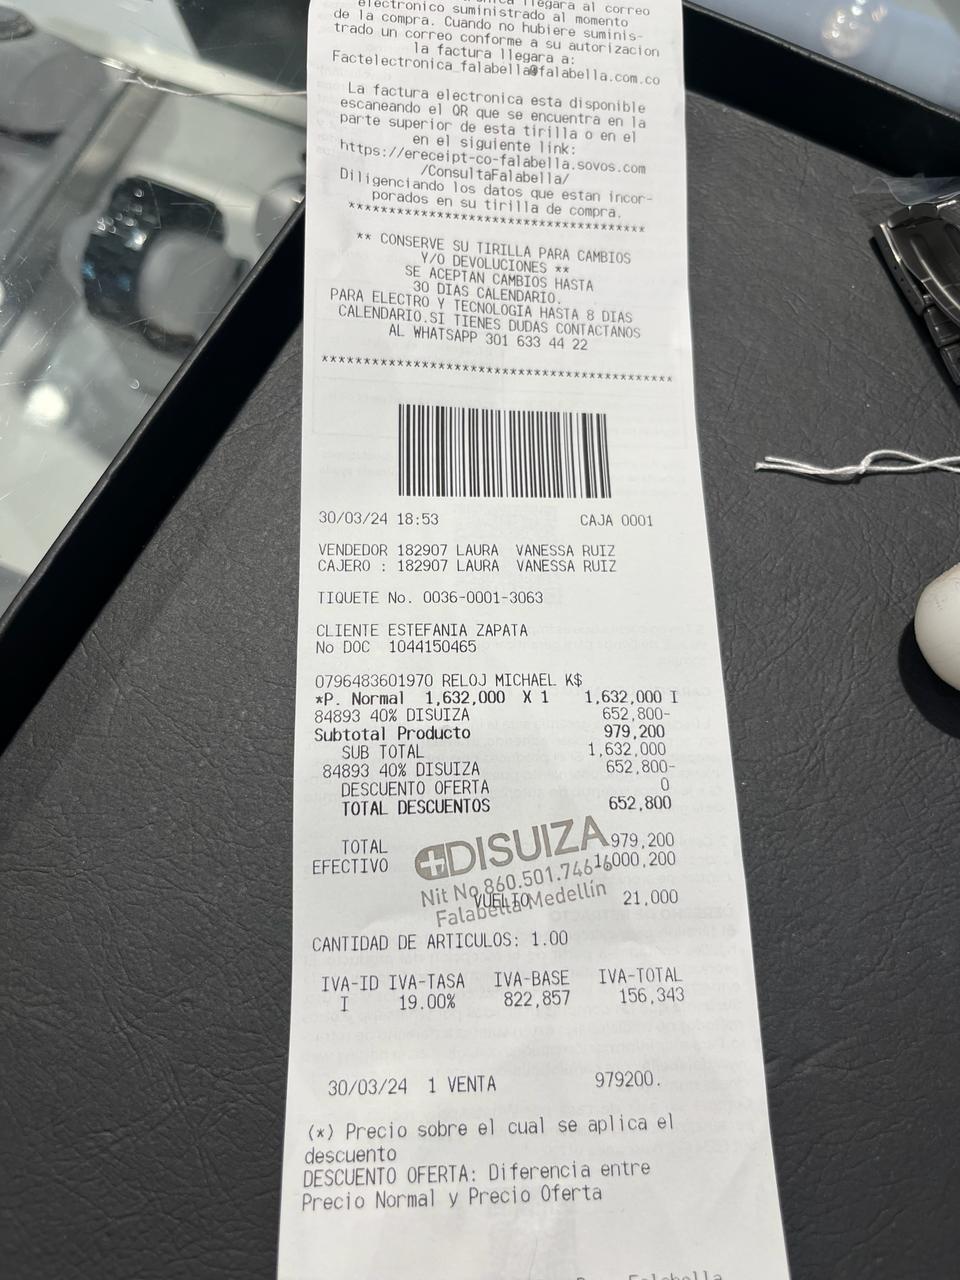 llegara al correo
electronico suministrado al momento
de la compra. Cuando no hubiere suminis-
trado un correo conforme a su autorizacion
la factura llegara a:
Factelectronica_falabella@falabella.com.co
La factura electronica esta disponible
escaneando el QR que se encuentra en la
parte superior de esta tirilla o en el
en el siguiente link:
https://ereceipt-co-falabella.sovos.com
/ConsultaFalabella/
Diligenciando los datos que estan incor-
porados en su tirilla de compra.
************************************
** CONSERVE SU TIRILLA PARA CAMBIOS
Y/O DEVOLUCIONES **
SE ACEPTAN CAMBIOS HASTA
30 DIAS CALENDARIO.
PARA ELECTRO Y TECNOLOGIA HASTA 8 DIAS
CALENDARIO.SI TIENES DUDAS CONTACTANOS
AL WHATSAPP 301 633 44 22
******************************************
30/03/24 18:53 CAJA 0001
VENDEDOR 182907 LAURA VANESSA RUIZ
CAJERO : 182907 LAURA VANESSA RUIZ
TIQUETE No. 0036-0001-3063
CLIENTE ESTEFANIA ZAPATA
No DOC 1044150465
0796483601970 RELOJ MICHAEL K$
*P. Normal 1,632,000 X 1 1,632,000 I
84893 40% DISUIZA 652,800-
Subtotal Producto 979,200
SUB TOTAL 1,632,000
84893 40% DISUIZA 652,800-
DESCUENTO OFERTA 0
TOTAL DESCUENTOS 652,800
TOTAL 979,200
EFECTIVO 1,000,200
DISUIZA
Nit No 860.501.746-6
VUELTO 21,000
Falabella Medellín
CANTIDAD DE ARTICULOS: 1.00
IVA-ID IVA-TASA IVA-BASE IVA-TOTAL
I 19.00% 822,857 156,343
30/03/24 1 VENTA 979200.
(*) Precio sobre el cual se aplica el
descuento
DESCUENTO OFERTA: Diferencia entre
Precio Normal y Precio Oferta
Falabella